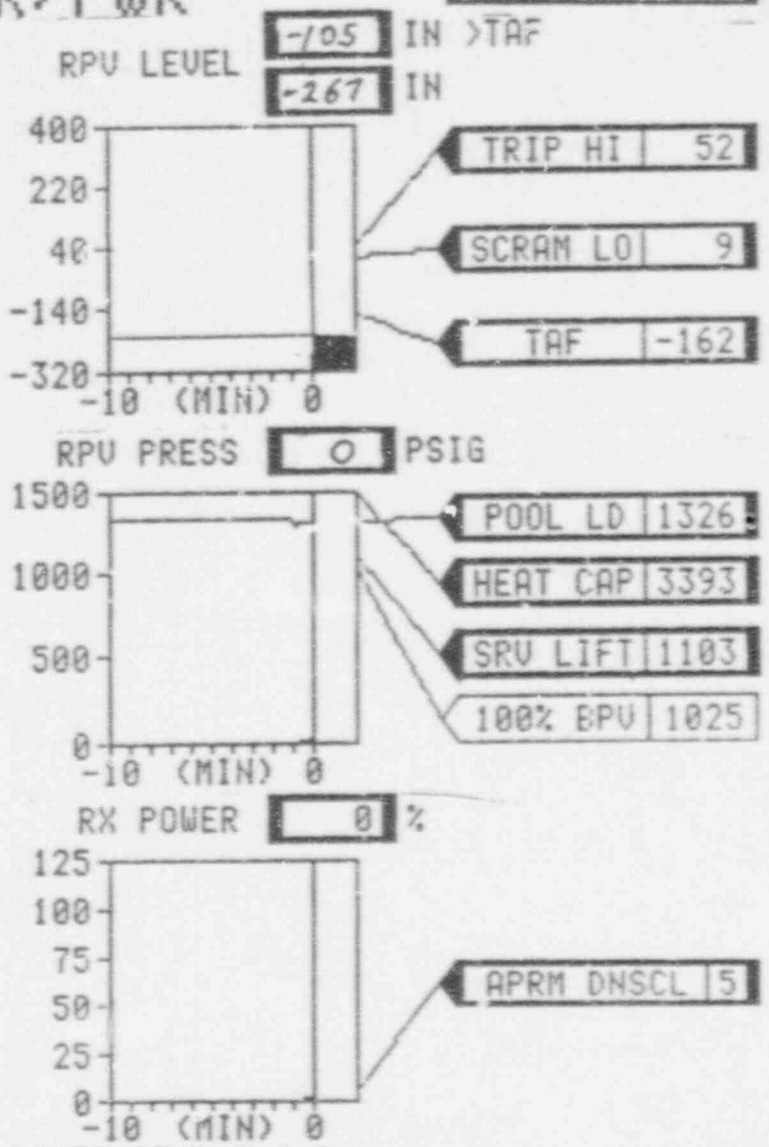 -105 IN >TAF
RPV LEVEL
-267 IN
400
220
40
-140
-320
-10 (MIN) 0
TRIP HI 52
SCRAM LO 9
TAF -162
RPV PRESS 0 PSIG
1500
1000
500
0
-10 (MIN) 0
POOL LD 1326
HEAT CAP 3393
SRV LIFT 1103
100% BPV 1025
RX POWER 0 %
125
100
75
50
25
0
-10 (MIN) 0
APRM DNSCL 5